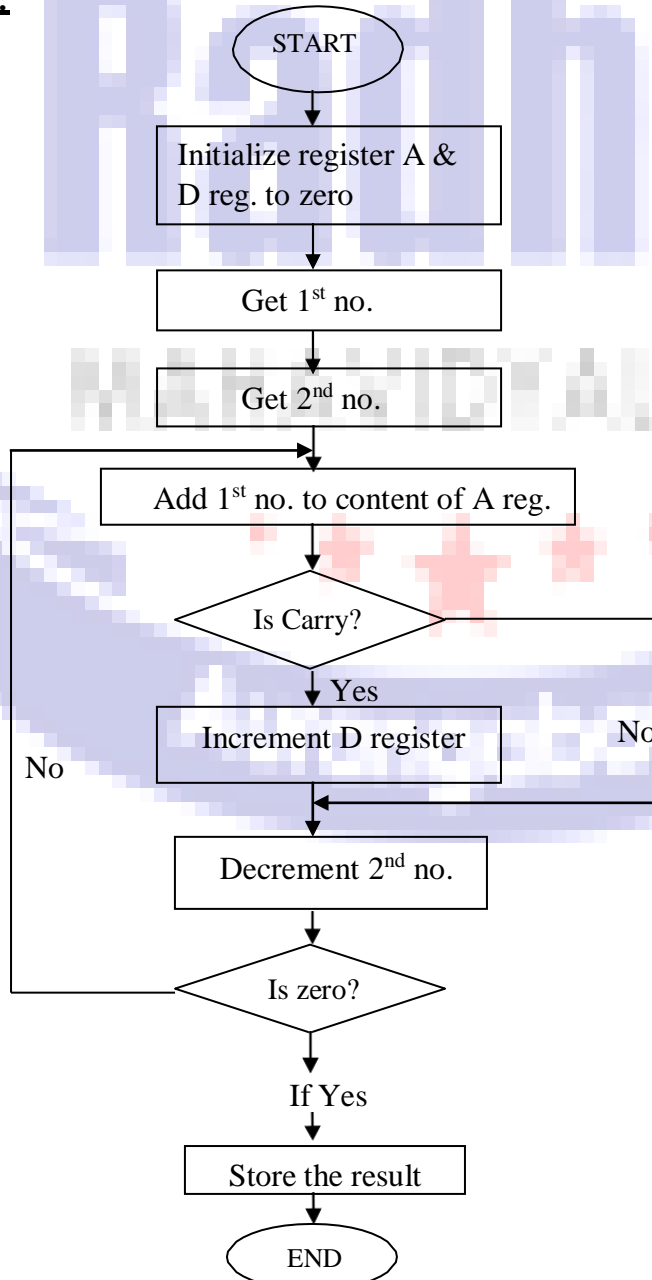 START
Initialize register A &
D reg. to zero
Get 1st no.
Get 2nd no.
Add 1st no. to content of A reg.
Is Carry?
Yes
Increment D register
No
No
Decrement 2nd no.
Is zero?
If Yes
Store the result
END